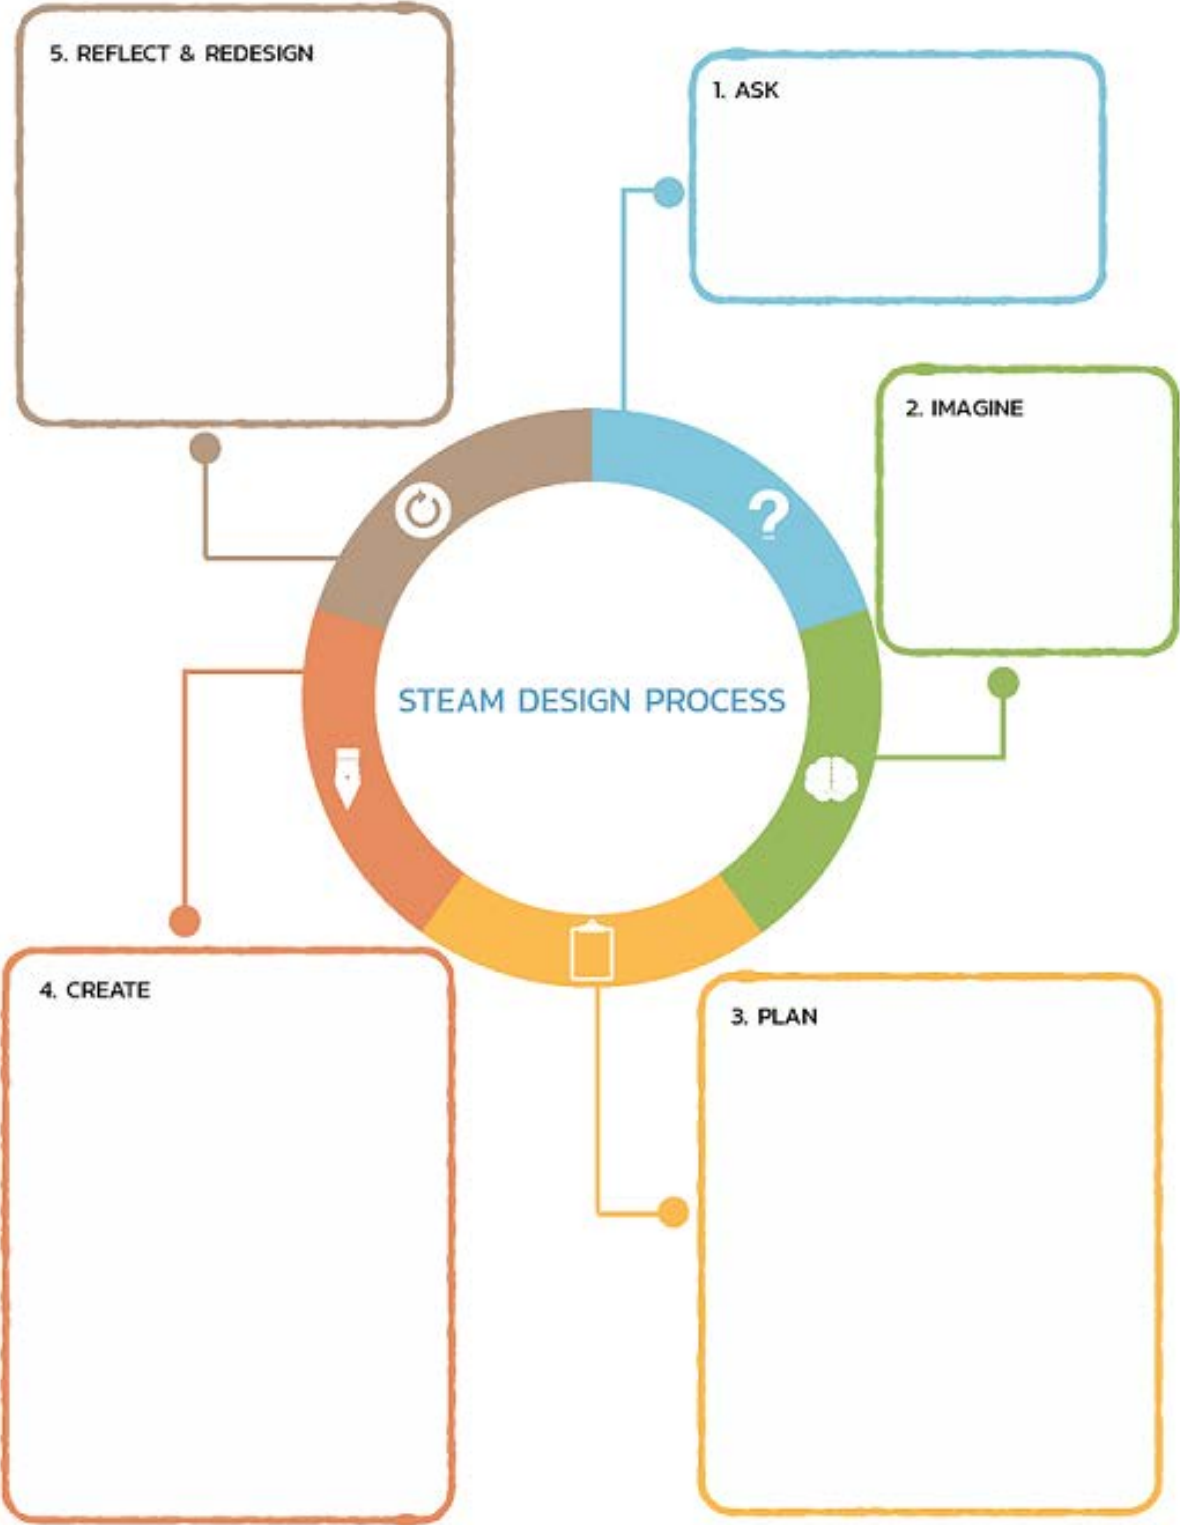 5. REFLECT & REDESIGN
1. ASK
2. IMAGINE
STEAM DESIGN PROCESS
4. CREATE
3. PLAN